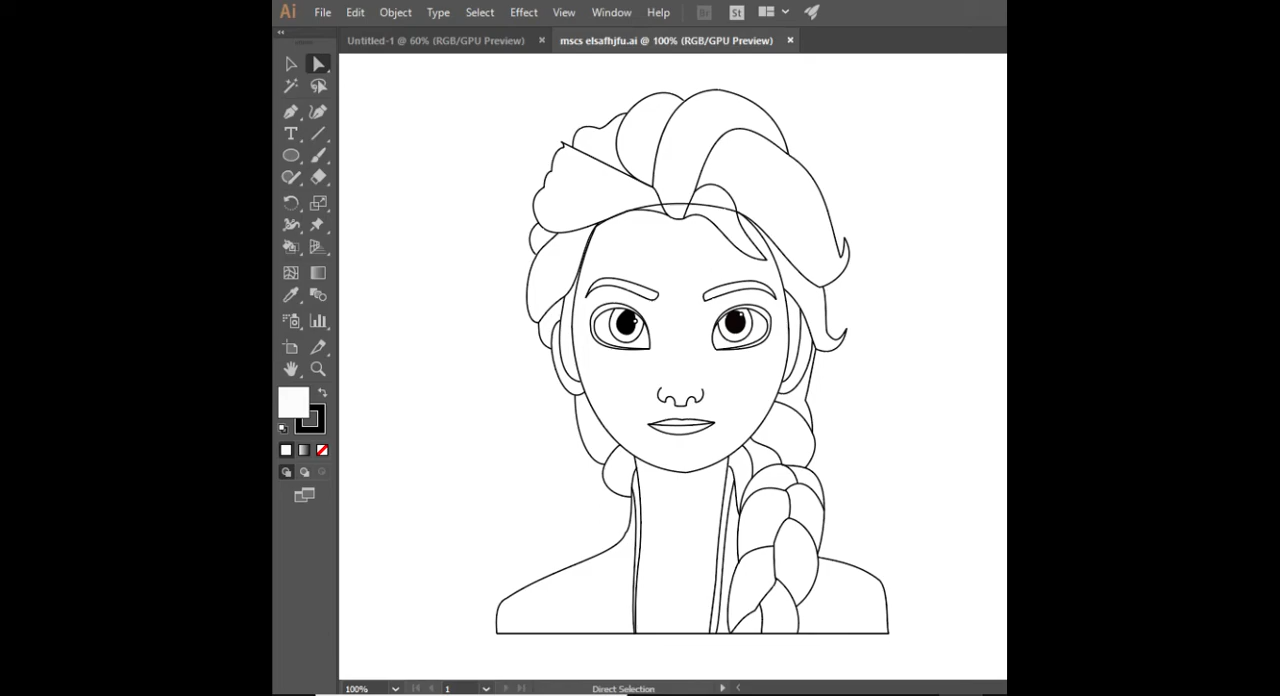 Ai File Edit Object Type Select Effect View Window Help Br St
Untitled-1 @ 60% (RGB/GPU Preview) × mscs elsafhjfu.ai @ 100% (RGB/GPU Preview) ×
T
100% 1 Direct Selection